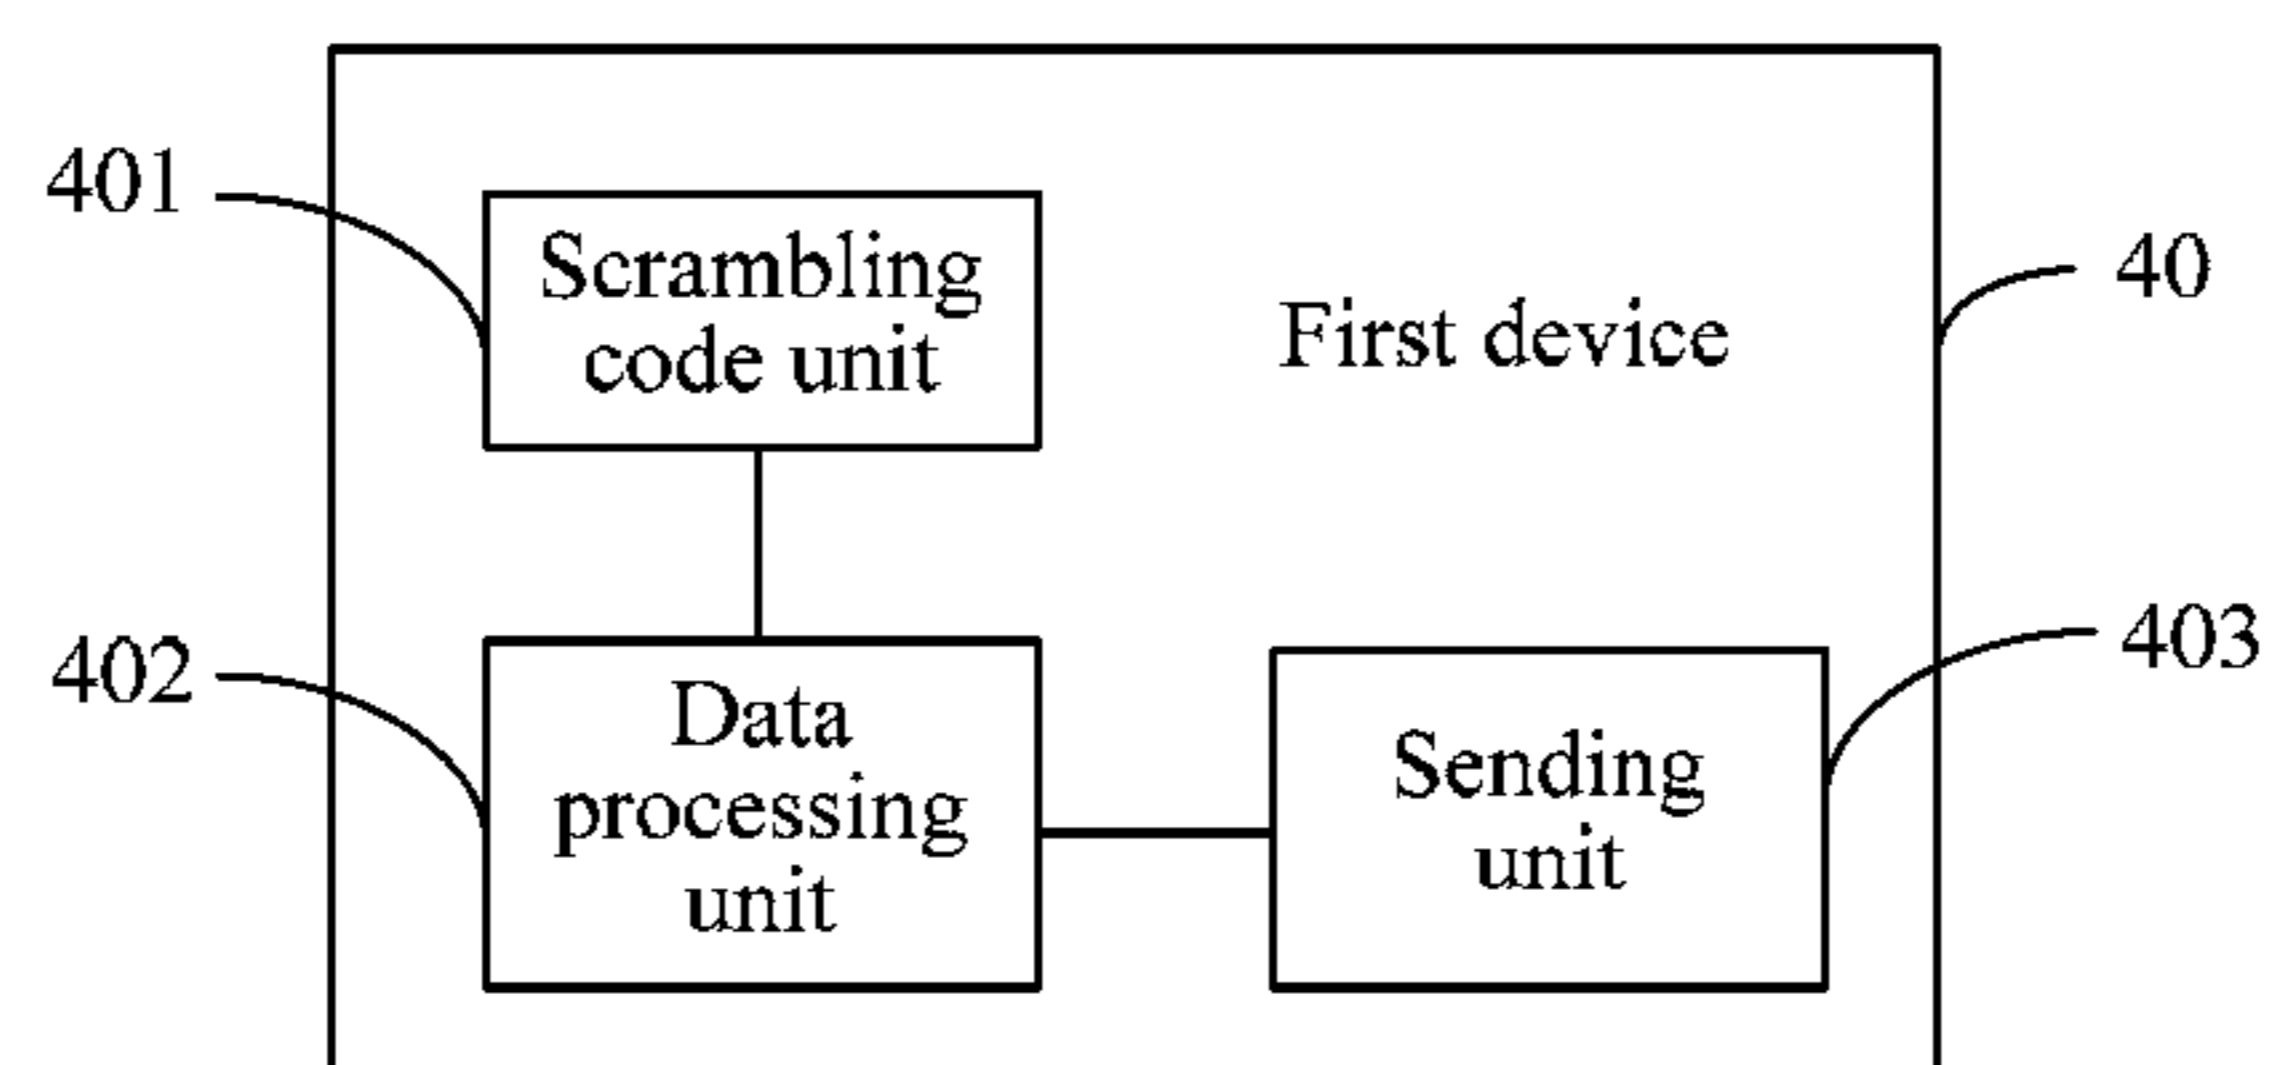 401
Scrambling
code unit
40
First device
402
Data
processing
unit
403
Sending
unit